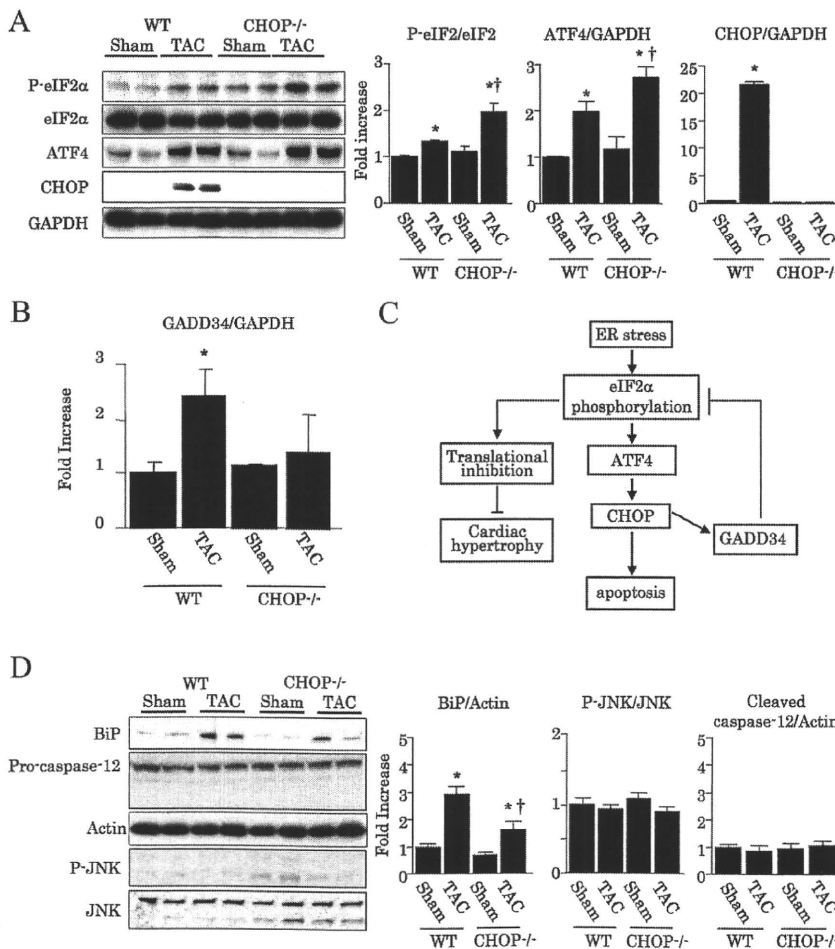 A
WT CHOP-/-
Sham TAC Sham TAC
P-eIF2α
eIF2α
ATF4
CHOP
GAPDH
P-eIF2/eIF2
Fold increase
3
2
1
0
Sham TAC Sham TAC
WT CHOP-/-
* *†
ATF4/GAPDH
3
2
1
0
Sham TAC Sham TAC
WT CHOP-/-
* * †
CHOP/GAPDH
25
20
15
10
5
0
Sham TAC Sham TAC
WT CHOP-/-
*
B
GADD34/GAPDH
Fold Increase
3
2
1
0
*
Sham TAC Sham TAC
WT CHOP-/-
C
ER stress
eIF2α
phosphorylation
Translational
inhibition
ATF4
Cardiac
hypertrophy
CHOP
GADD34
apoptosis
D
WT CHOP-/-
Sham TAC Sham TAC
BiP
Pro-caspase-12
Actin
P-JNK
JNK
BiP/Actin
Fold Increase
5
4
3
2
1
0
* * †
Sham TAC Sham TAC
WT CHOP-/-
P-JNK/JNK
2
1
0
Sham TAC Sham TAC
WT CHOP-/-
Cleaved
caspase-12/Actin
5
4
3
2
1
0
Sham TAC Sham TAC
WT CHOP-/-